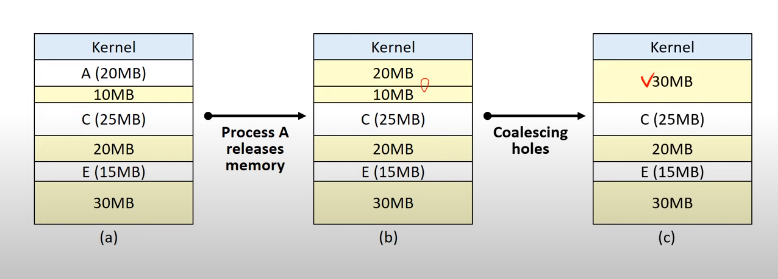 Kernel
A (20MB)
10MB
C (25MB)
20MB
E (15MB)
30MB
(a)
Process A
releases
memory
Kernel
20MB
10MB
C (25MB)
20MB
E (15MB)
30MB
(b)
Coalescing
holes
Kernel
30MB
C (25MB)
20MB
E (15MB)
30MB
(c)